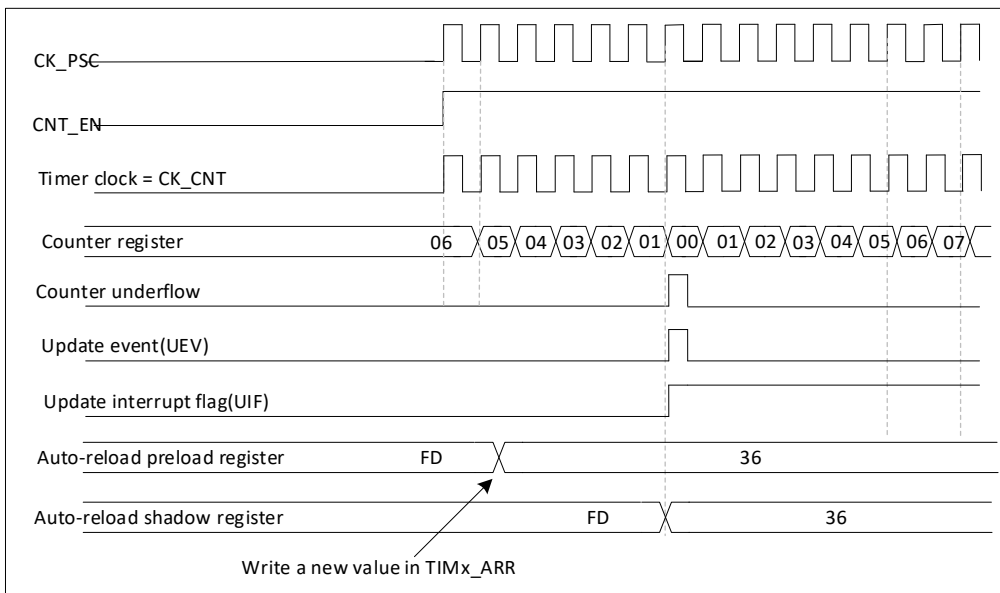 CK_PSC
CNT_EN
Timer clock = CK_CNT
Counter register 06 05 04 03 02 01 00 01 02 03 04 05 06 07
Counter underflow
Update event(UEV)
Update interrupt flag(UIF)
Auto-reload preload register FD 36
Auto-reload shadow register FD 36
Write a new value in TIMx_ARR